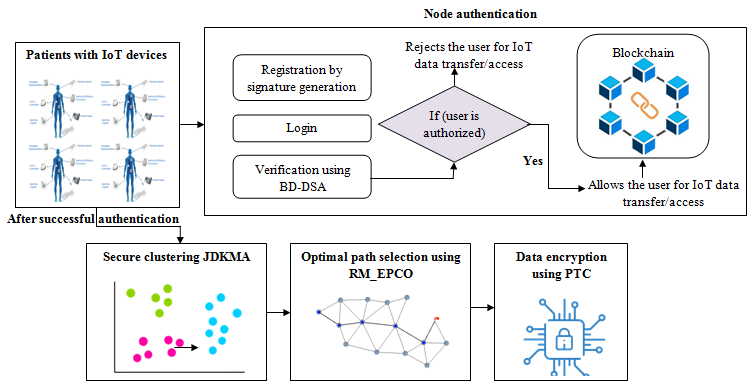 Node authentication
Patients with IoT devices
Registration by
signature generation
Login
Verification using
BD-DSA
Rejects the user for IoT
data transfer/access
If (user is
authorized)
Yes
Blockchain
Allows the user for IoT data
transfer/access
After successful authentication
Secure clustering JDKMA
Optimal path selection using
RM_EPCO
Data encryption
using PTC